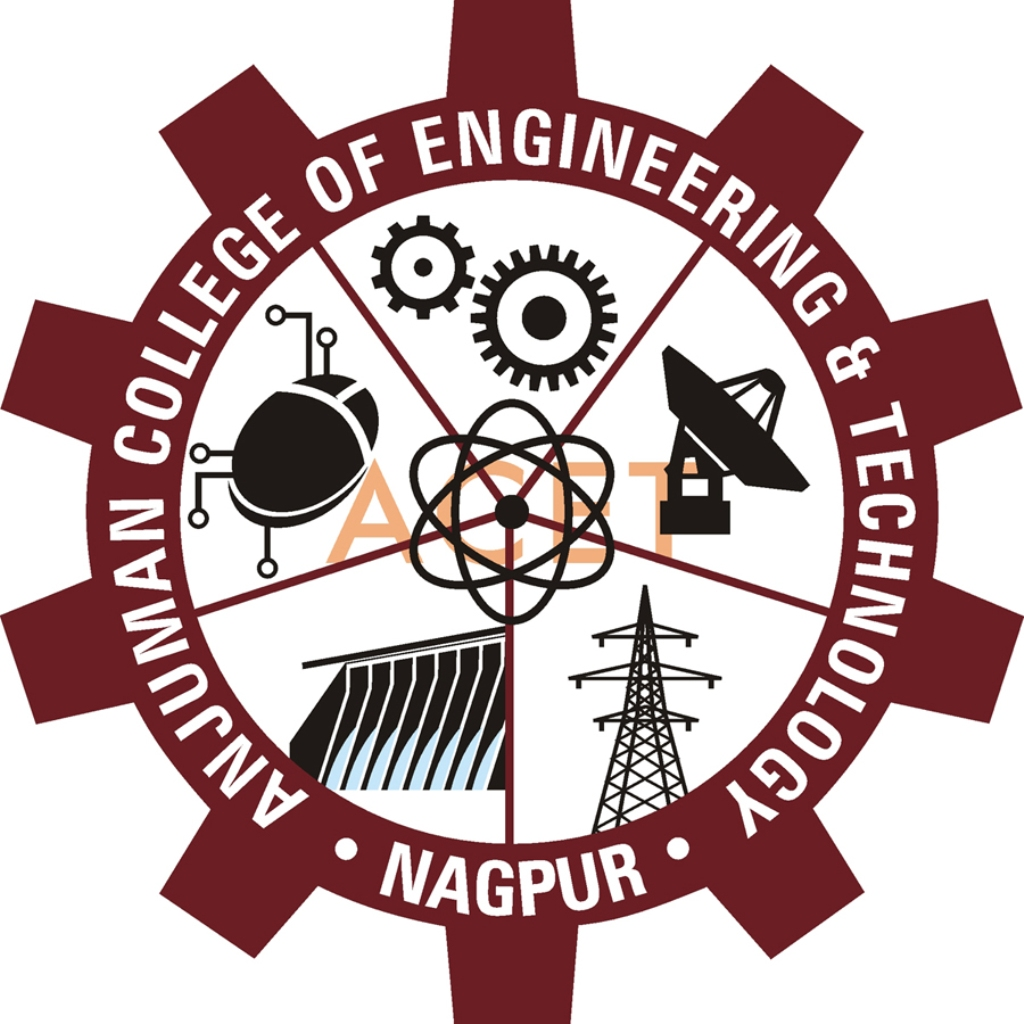 ANJUMAN COLLEGE OF ENGINEERING & TECHNOLOGY
ACET
• NAGPUR •